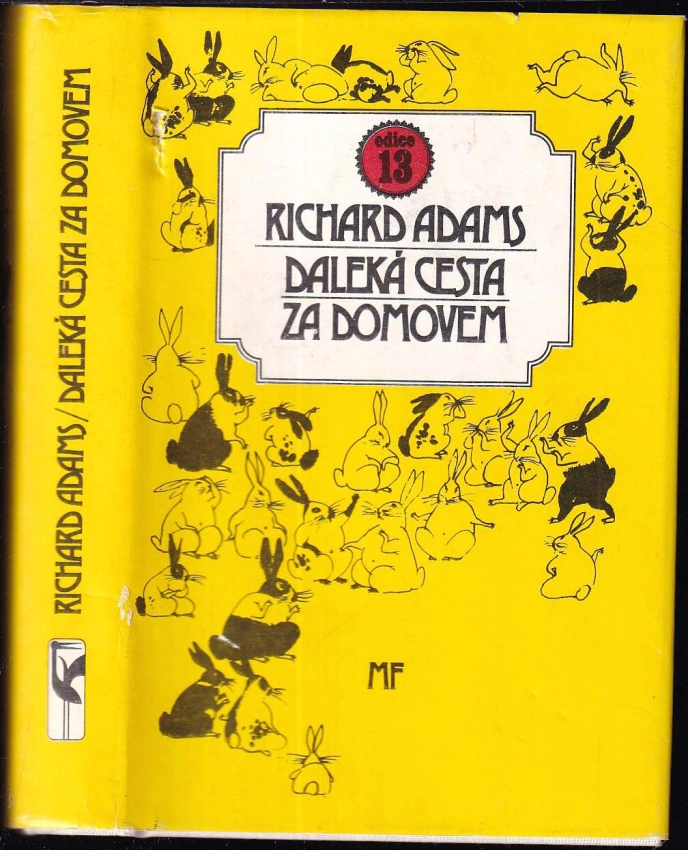 RICHARD ADAMS / DALEKÁ CESTA ZA DOMOVEM
edice
13
RICHARD ADAMS
DALEKÁ CESTA
ZA DOMOVEM
MF